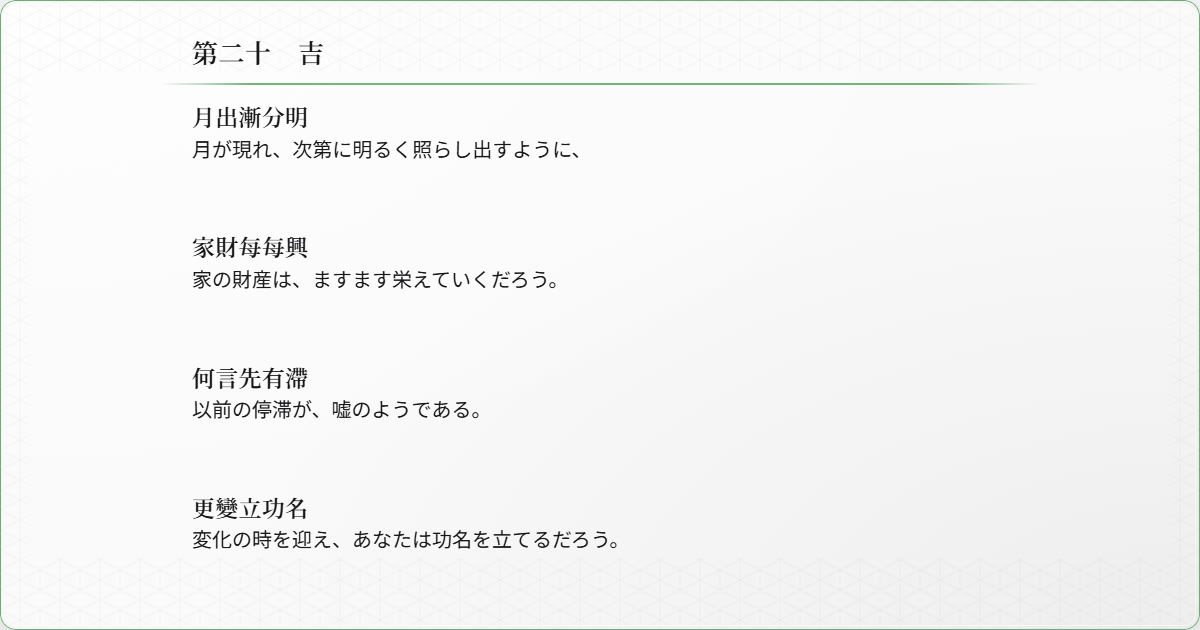 第二十　吉
月出漸分明
月が現れ、次第に明るく照らし出すように、
家財毎毎興
家の財産は、ますます栄えていくだろう。
何言先有滯
以前の停滞が、嘘のようである。
更變立功名
変化の時を迎え、あなたは功名を立てるだろう。